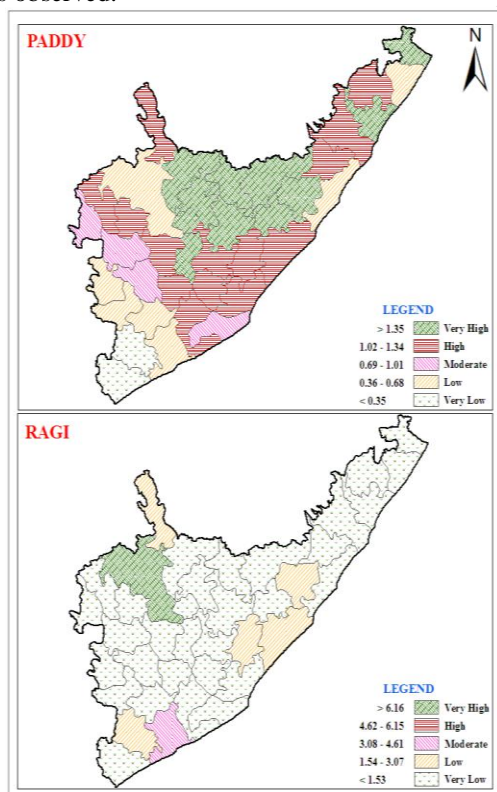 observed.
PADDY
N
LEGEND
> 1.35 Very High
1.02 - 1.34 High
0.69 - 1.01 Moderate
0.36 - 0.68 Low
< 0.35 Very Low
RAGI
LEGEND
> 6.16 Very High
4.62 - 6.15 High
3.08 - 4.61 Moderate
1.54 - 3.07 Low
< 1.53 Very Low